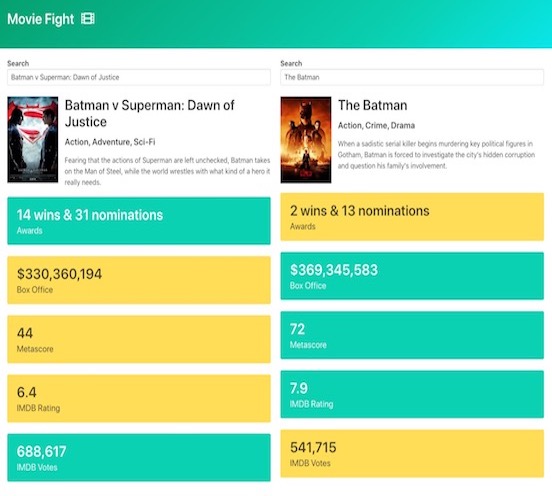 Movie Fight
Search
Batman v Superman: Dawn of Justice
Batman v Superman: Dawn of
Justice
Action, Adventure, Sci-Fi
Fearing that the actions of Superman are left unchecked, Batman takes
on the Man of Steel, while the world wrestles with what kind of a hero it
really needs.
14 wins & 31 nominations
Awards
$330,360,194
Box Office
44
Metascore
6.4
IMDB Rating
688,617
IMDB Votes
Search
The Batman
The Batman
Action, Crime, Drama
When a sadistic serial killer begins murdering key political figures in
Gotham, Batman is forced to investigate the city's hidden corruption
and question his family's involvement.
2 wins & 13 nominations
Awards
$369,345,583
Box Office
72
Metascore
7.9
IMDB Rating
541,715
IMDB Votes